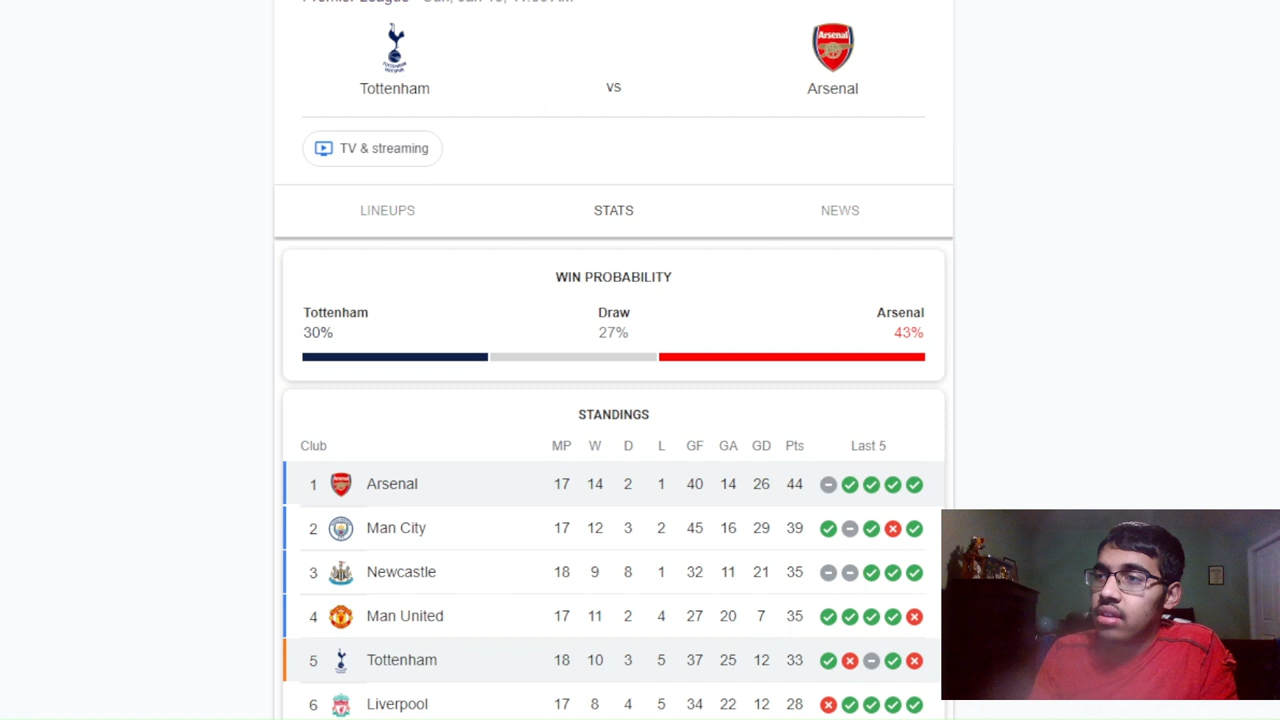 Tottenham
VS
Arsenal
TV & streaming
LINEUPS STATS NEWS
WIN PROBABILITY
Tottenham Draw Arsenal
30% 27% 43%
STANDINGS
Club MP W D L GF GA GD Pts Last 5
1 Arsenal 17 14 2 1 40 14 26 44
2 Man City 17 12 3 2 45 16 29 39
3 Newcastle 18 9 8 1 32 11 21 35
4 Man United 17 11 2 4 27 20 7 35
5 Tottenham 18 10 3 5 37 25 12 33
6 Liverpool 17 8 4 5 34 22 12 28